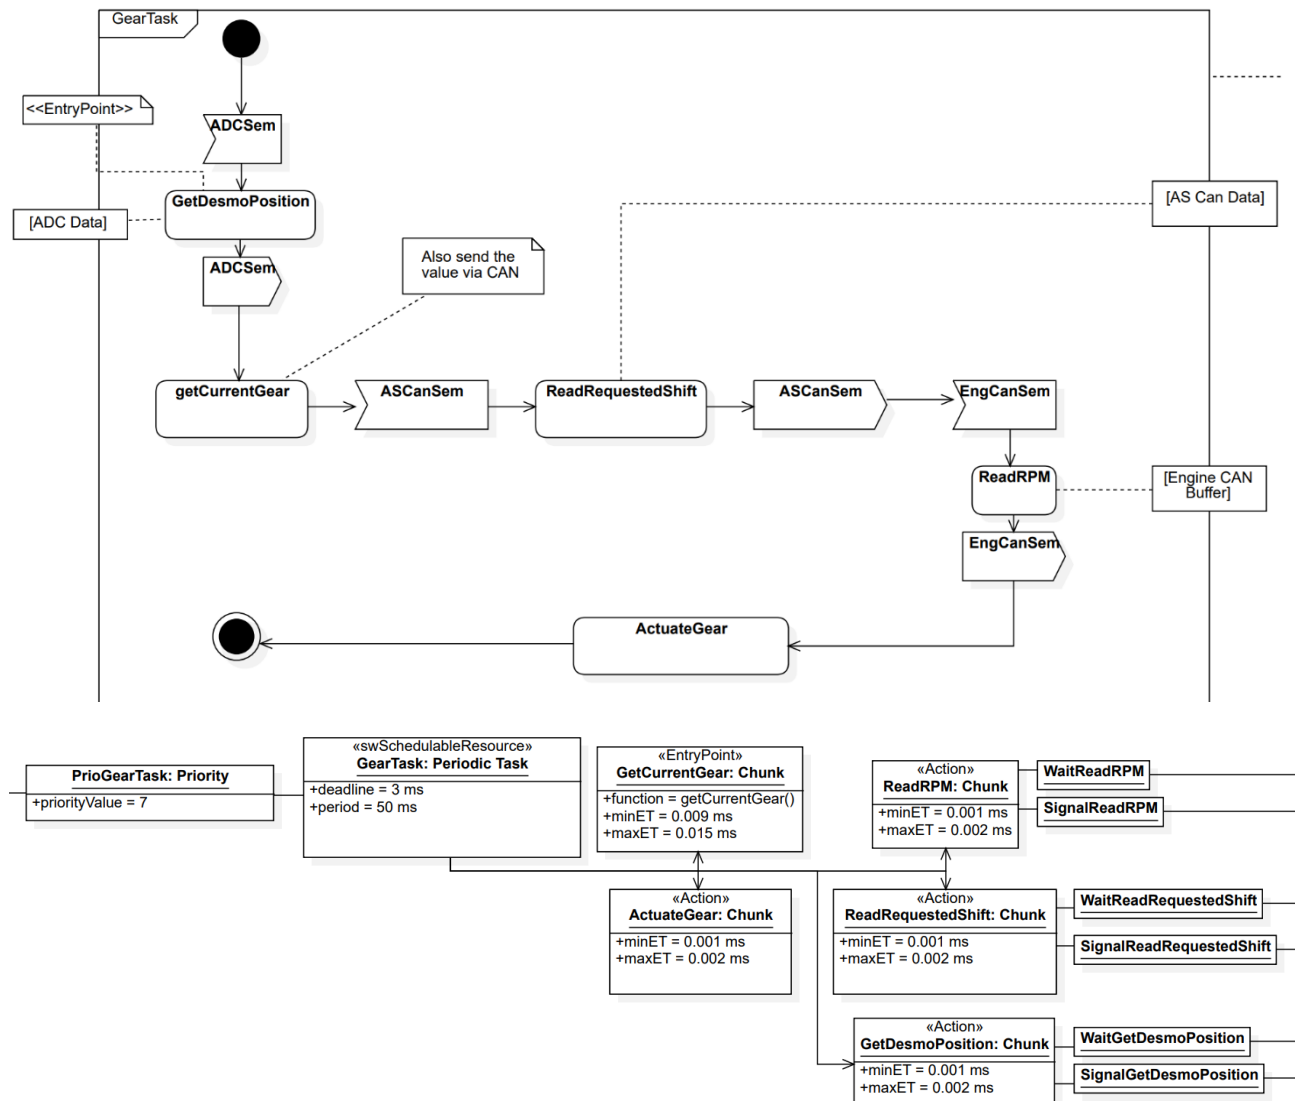 GearTask
<<EntryPoint>>
ADCSem
GetDesmoPosition
[ADC Data]
[AS Can Data]
ADCSem
Also send the
value via CAN
getCurrentGear
ASCanSem
ReadRequestedShift
ASCanSem
EngCanSem
ReadRPM
[Engine CAN
Buffer]
EngCanSem
ActuateGear
PrioGearTask: Priority
+priorityValue = 7
«swSchedulableResource»
GearTask: Periodic Task
+deadline = 3 ms
+period = 50 ms
«EntryPoint»
GetCurrentGear: Chunk
+function = getCurrentGear()
+minET = 0.009 ms
+maxET = 0.015 ms
«Action»
ReadRPM: Chunk
+minET = 0.001 ms
+maxET = 0.002 ms
WaitReadRPM
SignalReadRPM
«Action»
ActuateGear: Chunk
+minET = 0.001 ms
+maxET = 0.002 ms
«Action»
ReadRequestedShift: Chunk
+minET = 0.001 ms
+maxET = 0.002 ms
WaitReadRequestedShift
SignalReadRequestedShift
«Action»
GetDesmoPosition: Chunk
+minET = 0.001 ms
+maxET = 0.002 ms
WaitGetDesmoPosition
SignalGetDesmoPosition